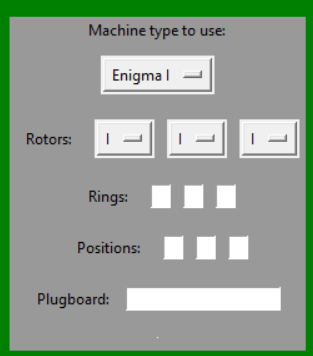 Machine type to use:
Enigma I
Rotors: I I I
Rings:
Positions:
Plugboard: